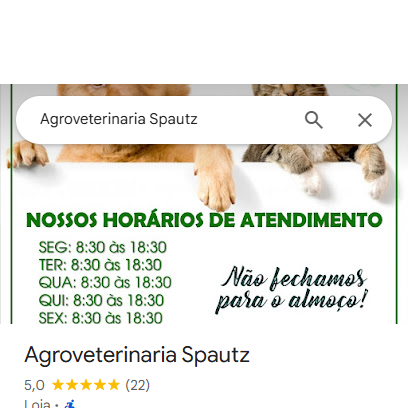 Agroveterinaria Spautz
NOSSOS HORÁRIOS DE ATENDIMENTO
SEG: 8:30 às 18:30
TER: 8:30 às 18:30
QUA: 8:30 às 18:30
QUI: 8:30 às 18:30
SEX: 8:30 às 18:30
Não fechamos
para o almoço!
Agroveterinaria Spautz
5,0 ★★★★★ (22)
Loja ·